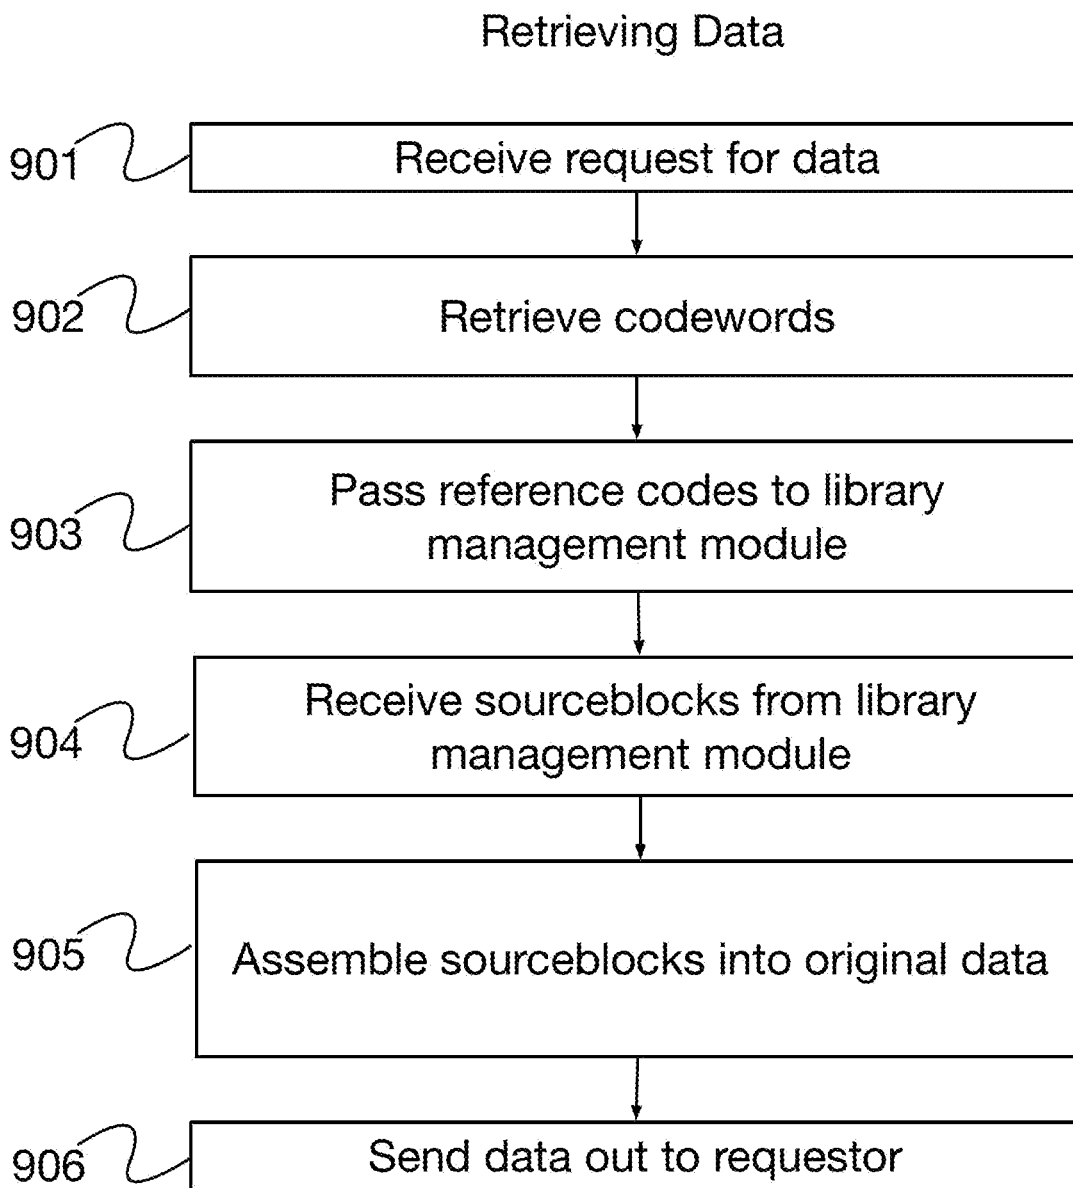 Retrieving Data
901
Receive request for data
902
Retrieve codewords
903
Pass reference codes to library
management module
904
Receive sourceblocks from library
management module
905
Assemble sourceblocks into original data
906
Send data out to requestor